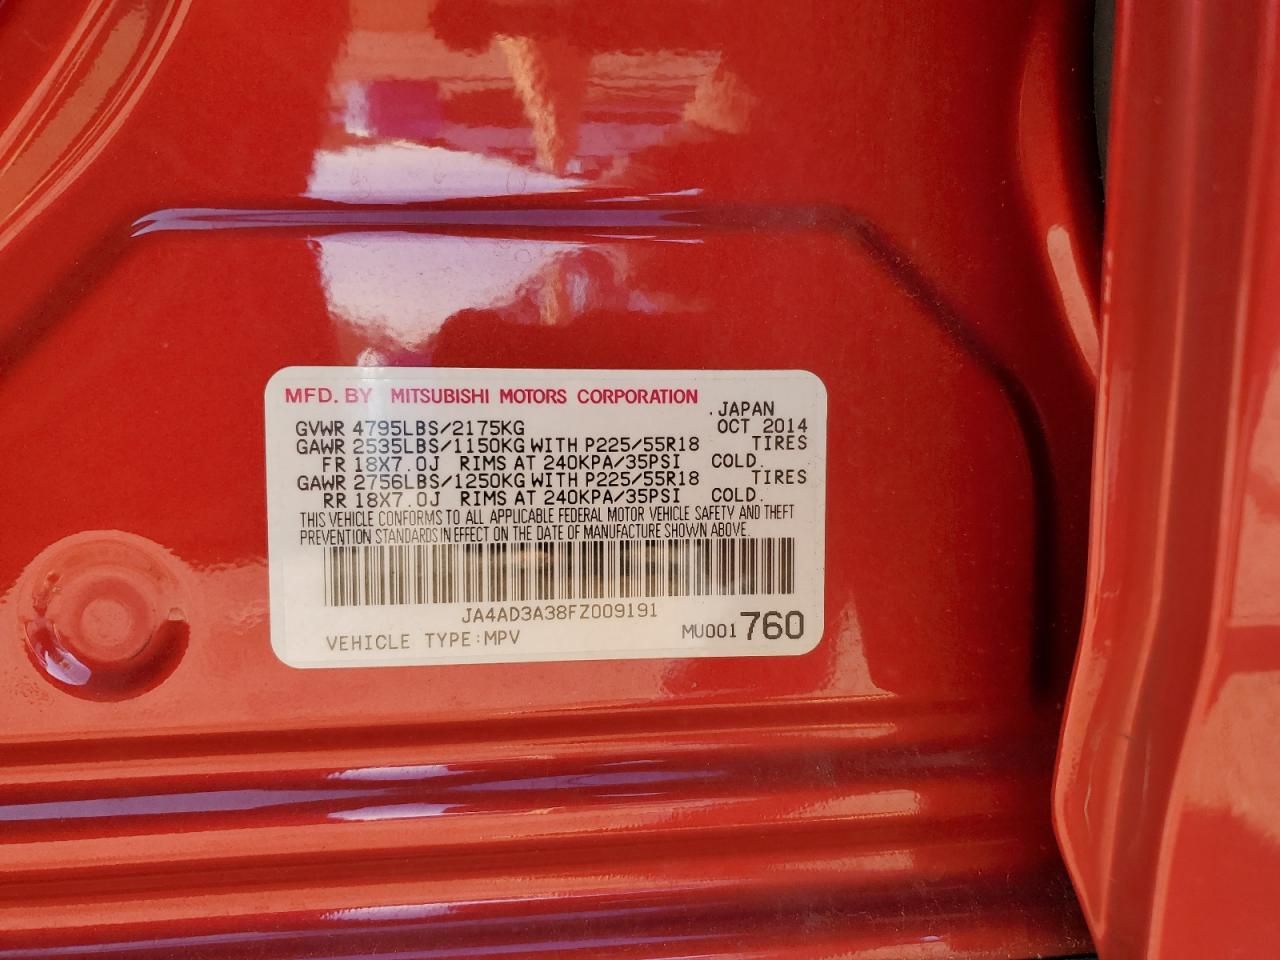 MFD. BY MITSUBISHI MOTORS CORPORATION
.JAPAN
GVWR 4795LBS/2175KG OCT 2014
GAWR 2535LBS/1150KG WITH P225/55R18 TIRES
FR 18X7.0J RIMS AT 240KPA/35PSI COLD.
GAWR 2756LBS/1250KG WITH P225/55R18 TIRES
RR 18X7.0J RIMS AT 240KPA/35PSI COLD.
THIS VEHICLE CONFORMS TO ALL APPLICABLE FEDERAL MOTOR VEHICLE SAFETY AND THEFT
PREVENTION STANDARDS IN EFFECT ON THE DATE OF MANUFACTURE SHOWN ABOVE.
JA4AD3A38FZ009191
VEHICLE TYPE:MPV MU001760